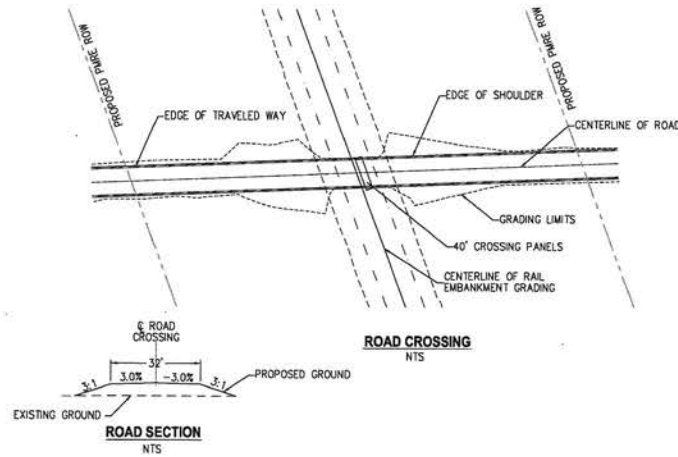 PROPOSED PMRE ROW
PROPOSED PMRE ROW
EDGE OF TRAVELED WAY
EDGE OF SHOULDER
CENTERLINE OF ROAD
GRADING LIMITS
40' CROSSING PANELS
CENTERLINE OF RAIL
EMBANKMENT GRADING
ROAD CROSSING
NTS
℄ ROAD
CROSSING
32'
3:1
3.0%
-3.0%
3:1
PROPOSED GROUND
EXISTING GROUND
ROAD SECTION
NTS